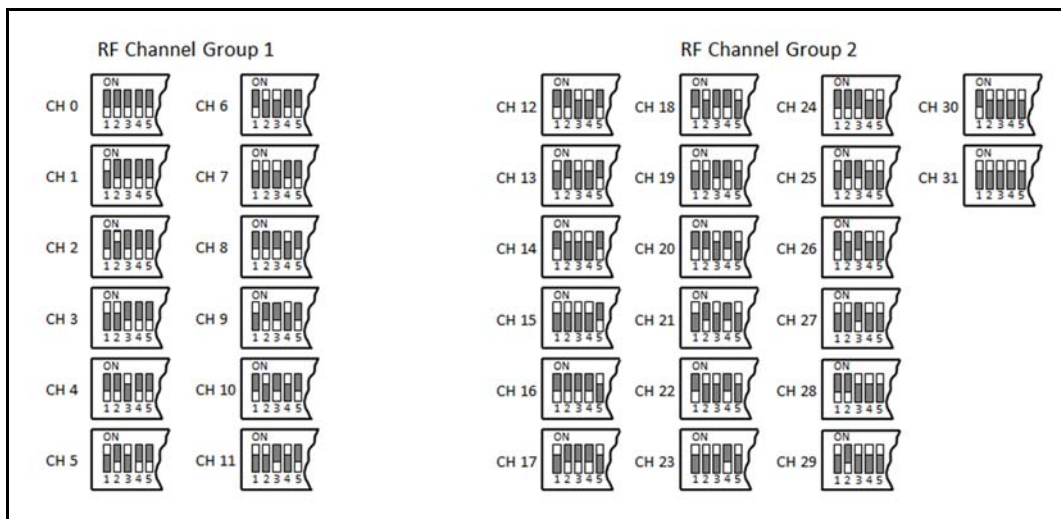 RF Channel Group 1 RF Channel Group 2
ON ON ON ON ON ON
CH 0 CH 6 CH 12 CH 18 CH 24 CH 30
1 2 3 4 5 1 2 3 4 5 1 2 3 4 5 1 2 3 4 5 1 2 3 4 5 1 2 3 4 5
ON ON ON ON ON ON
CH 1 CH 7 CH 13 CH 19 CH 25 CH 31
1 2 3 4 5 1 2 3 4 5 1 2 3 4 5 1 2 3 4 5 1 2 3 4 5 1 2 3 4 5
ON ON ON ON ON
CH 2 CH 8 CH 14 CH 20 CH 26
1 2 3 4 5 1 2 3 4 5 1 2 3 4 5 1 2 3 4 5 1 2 3 4 5
ON ON ON ON ON
CH 3 CH 9 CH 15 CH 21 CH 27
1 2 3 4 5 1 2 3 4 5 1 2 3 4 5 1 2 3 4 5 1 2 3 4 5
ON ON ON ON ON
CH 4 CH 10 CH 16 CH 22 CH 28
1 2 3 4 5 1 2 3 4 5 1 2 3 4 5 1 2 3 4 5 1 2 3 4 5
ON ON ON ON ON
CH 5 CH 11 CH 17 CH 23 CH 29
1 2 3 4 5 1 2 3 4 5 1 2 3 4 5 1 2 3 4 5 1 2 3 4 5